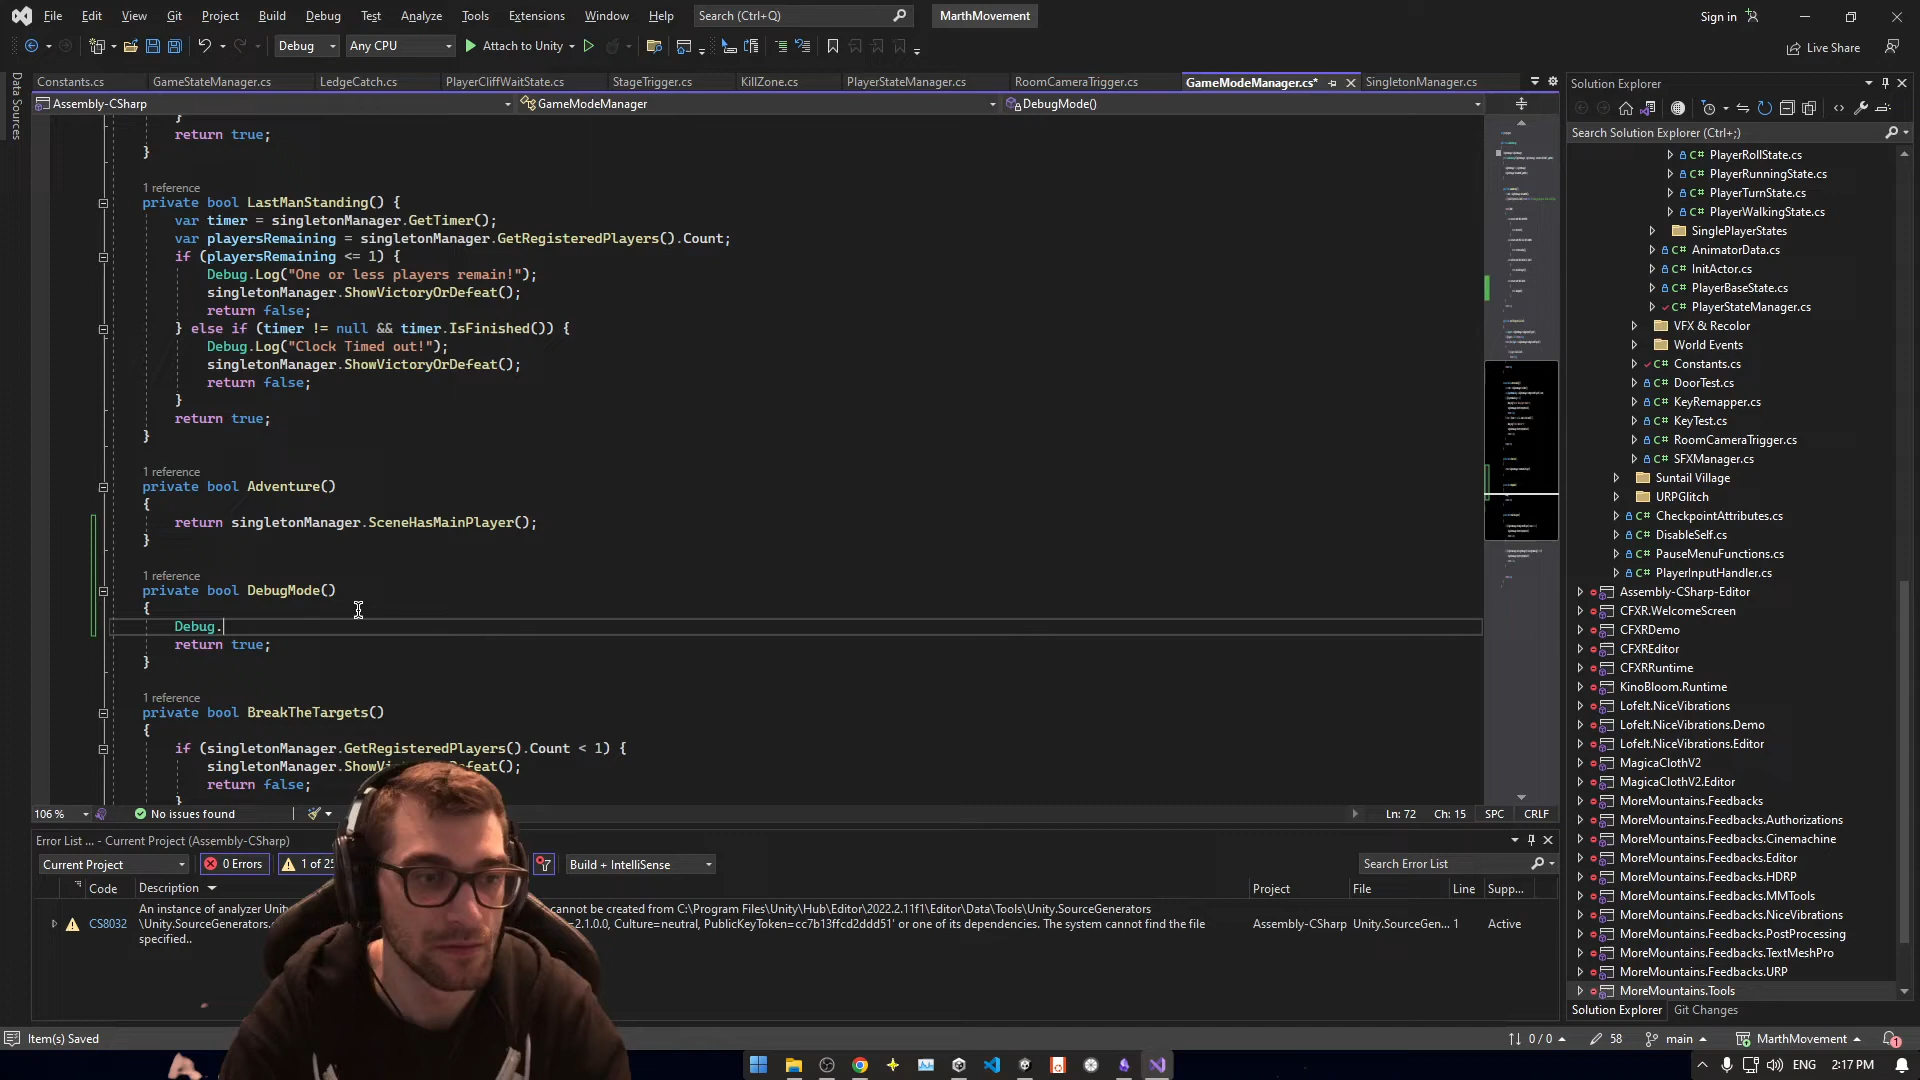 File Edit View Git Project Build Debug Test Analyze Tools Extensions Window Help Search (Ctrl+Q) MarthMovement Sign in
Debug Any CPU Attach to Unity Live Share
Data Sources
Constants.cs GameStateManager.cs LedgeCatch.cs PlayerCliffWaitState.cs StageTrigger.cs KillZone.cs PlayerStateManager.cs RoomCameraTrigger.cs GameModeManager.cs* SingletonManager.cs
Assembly-CSharp GameModeManager DebugMode()
}
return true;
}
1 reference
private bool LastManStanding() {
var timer = singletonManager.GetTimer();
var playersRemaining = singletonManager.GetRegisteredPlayers().Count;
if (playersRemaining <= 1) {
Debug.Log("One or less players remain!");
singletonManager.ShowVictoryOrDefeat();
return false;
} else if (timer != null && timer.IsFinished()) {
Debug.Log("Clock Timed out!");
singletonManager.ShowVictoryOrDefeat();
return false;
}
return true;
}
1 reference
private bool Adventure()
{
return singletonManager.SceneHasMainPlayer();
}
1 reference
private bool DebugMode()
{
Debug.
return true;
}
1 reference
private bool BreakTheTargets()
{
if (singletonManager.GetRegisteredPlayers().Count < 1) {
singletonManager.ShowV efeat();
return false;
}
106 % No issues found Ln: 72 Ch: 15 SPC CRLF
Error List ... - Current Project (Assembly-CSharp)
Current Project 0 Errors 1 of 25 Build + IntelliSense Search Error List
Code Description Project File Line Supp...
An instance of analyzer Unity cannot be created from C:\Program Files\Unity\Hub\Editor\2022.2.11f1\Editor\Data\Tools\Unity.SourceGenerators
CS8032 \Unity.SourceGenerators. =2.1.0.0, Culture=neutral, PublicKeyToken=cc7b13ffcd2ddd51' or one of its dependencies. The system cannot find the file Assembly-CSharp Unity.SourceGen... 1 Active
specified..
Solution Explorer
Search Solution Explorer (Ctrl+;)
C# PlayerRollState.cs
C# PlayerRunningState.cs
C# PlayerTurnState.cs
C# PlayerWalkingState.cs
SinglePlayerStates
C# AnimatorData.cs
C# InitActor.cs
C# PlayerBaseState.cs
C# PlayerStateManager.cs
VFX & Recolor
World Events
C# Constants.cs
C# DoorTest.cs
C# KeyRemapper.cs
C# KeyTest.cs
C# RoomCameraTrigger.cs
C# SFXManager.cs
Suntail Village
URPGlitch
C# CheckpointAttributes.cs
C# DisableSelf.cs
C# PauseMenuFunctions.cs
C# PlayerInputHandler.cs
Assembly-CSharp-Editor
CFXR.WelcomeScreen
CFXRDemo
CFXREditor
CFXRRuntime
KinoBloom.Runtime
Lofelt.NiceVibrations
Lofelt.NiceVibrations.Demo
Lofelt.NiceVibrations.Editor
MagicaClothV2
MagicaClothV2.Editor
MoreMountains.Feedbacks
MoreMountains.Feedbacks.Authorizations
MoreMountains.Feedbacks.Cinemachine
MoreMountains.Feedbacks.Editor
MoreMountains.Feedbacks.HDRP
MoreMountains.Feedbacks.MMTools
MoreMountains.Feedbacks.NiceVibrations
MoreMountains.Feedbacks.PostProcessing
MoreMountains.Feedbacks.TextMeshPro
MoreMountains.Feedbacks.URP
MoreMountains.Tools
Solution Explorer Git Changes
Item(s) Saved 0 / 0 58 main MarthMovement 1
ENG 2:17 PM